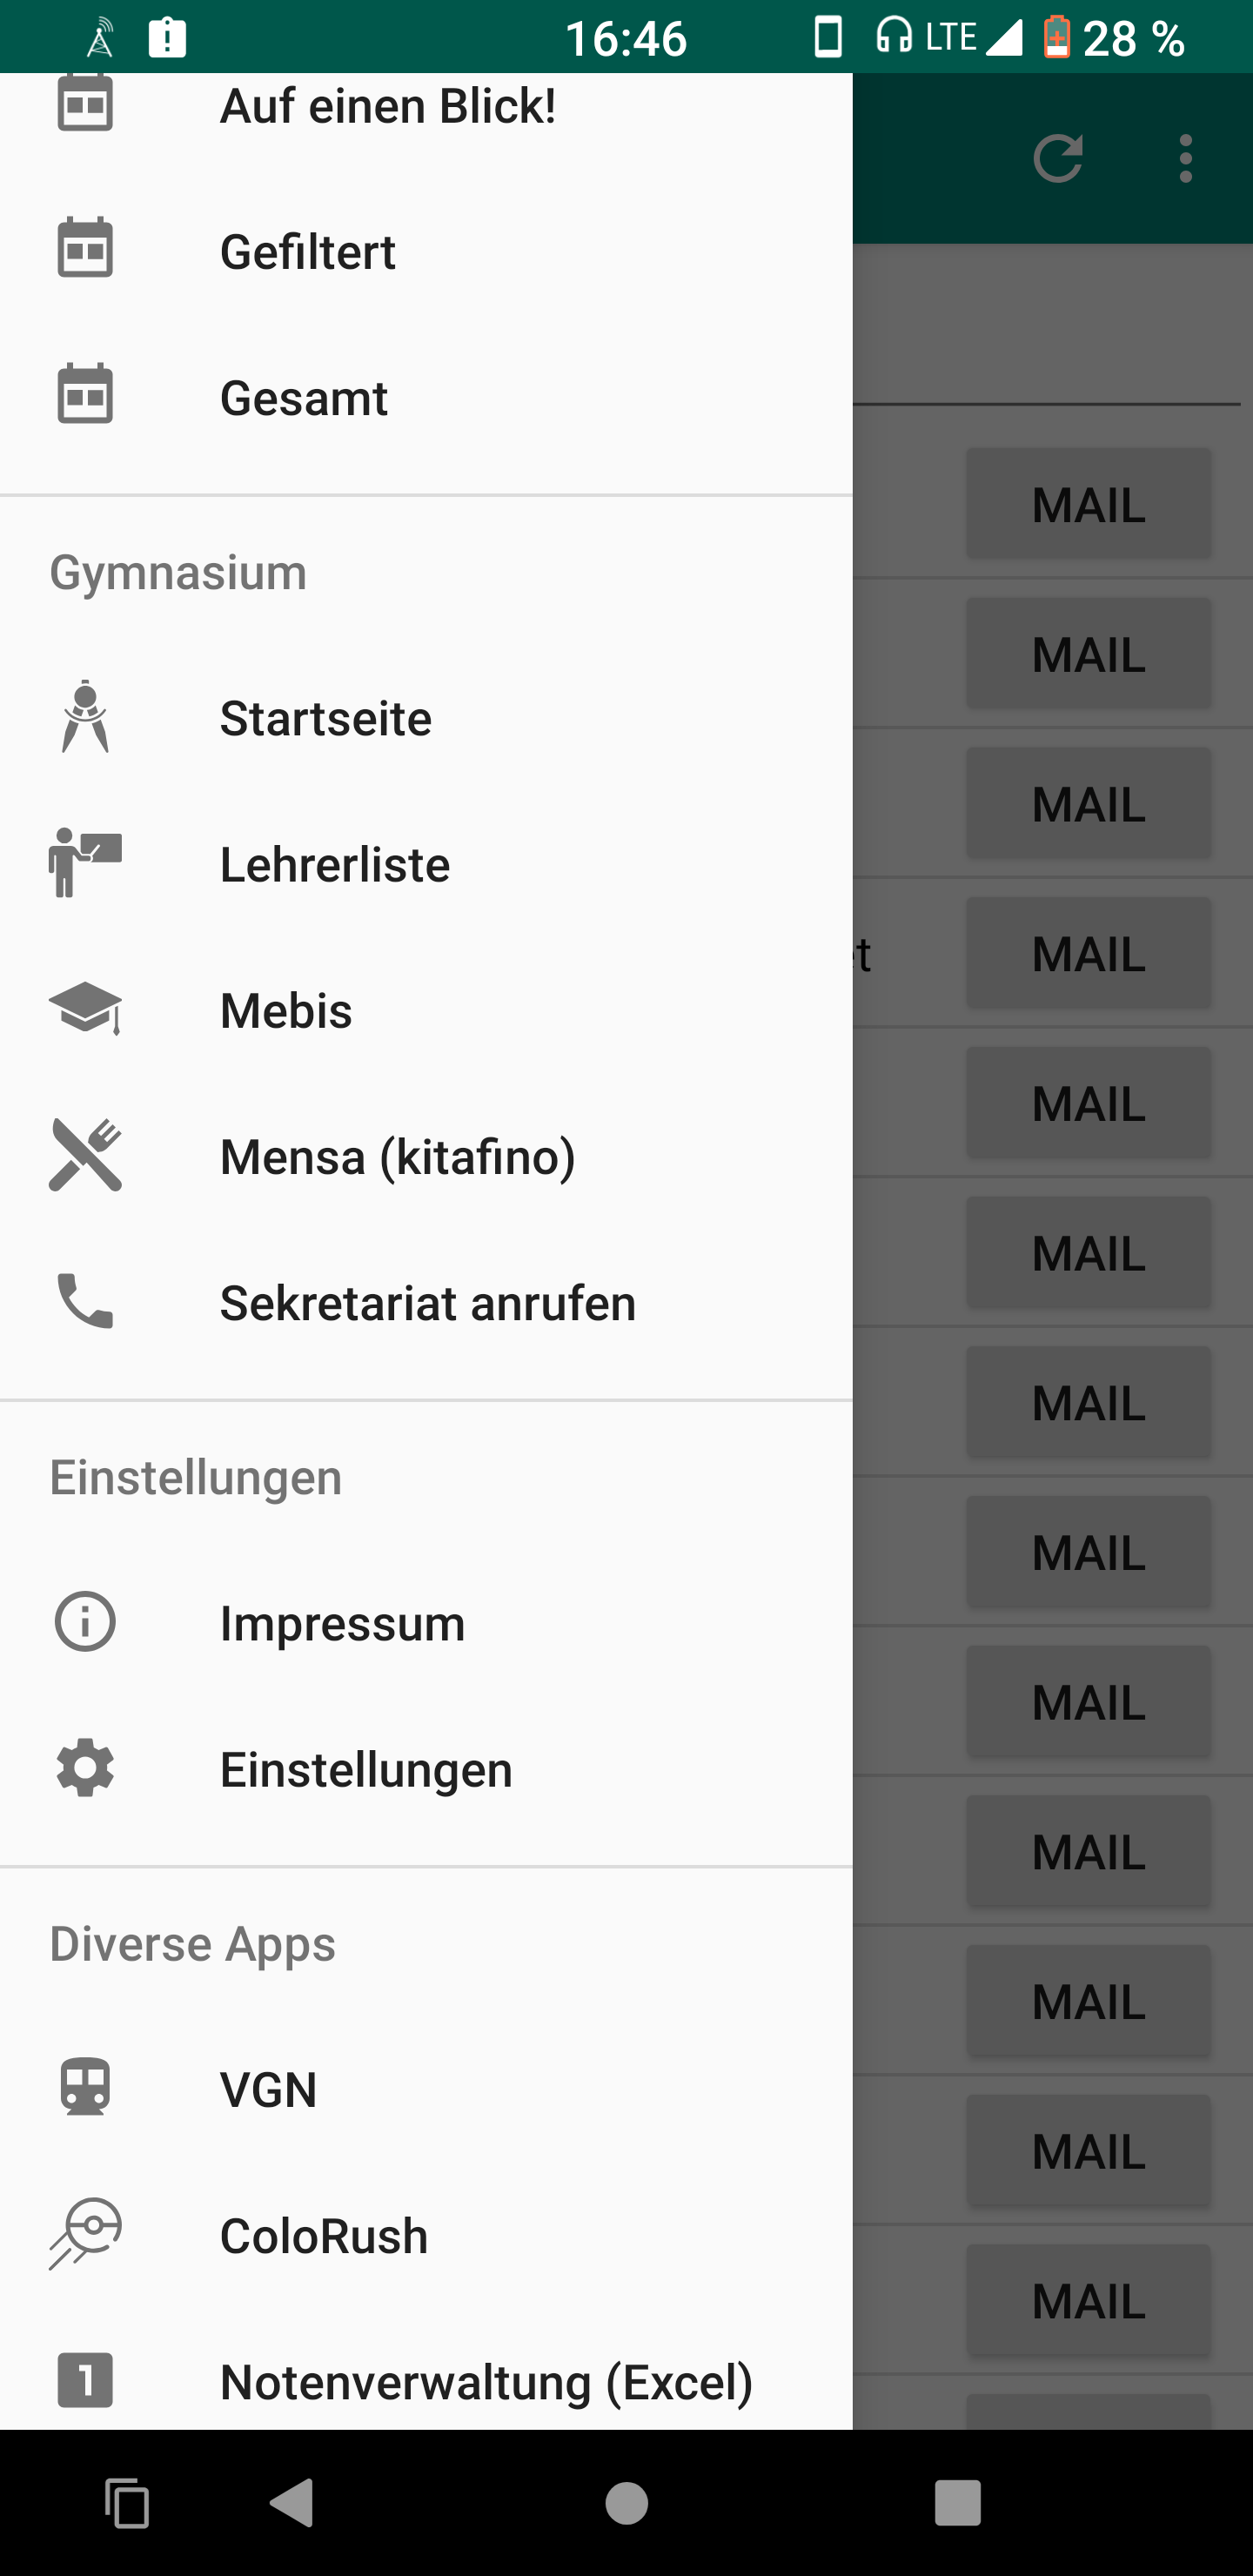 16:46 LTE 28 %
Auf einen Blick!
Gefiltert
Gesamt
Gymnasium
Startseite
Lehrerliste
Mebis
Mensa (kitafino)
Sekretariat anrufen
Einstellungen
Impressum
Einstellungen
Diverse Apps
VGN
ColoRush
1 Notenverwaltung (Excel)
MAIL
MAIL
MAIL
t MAIL
MAIL
MAIL
MAIL
MAIL
MAIL
MAIL
MAIL
MAIL
MAIL